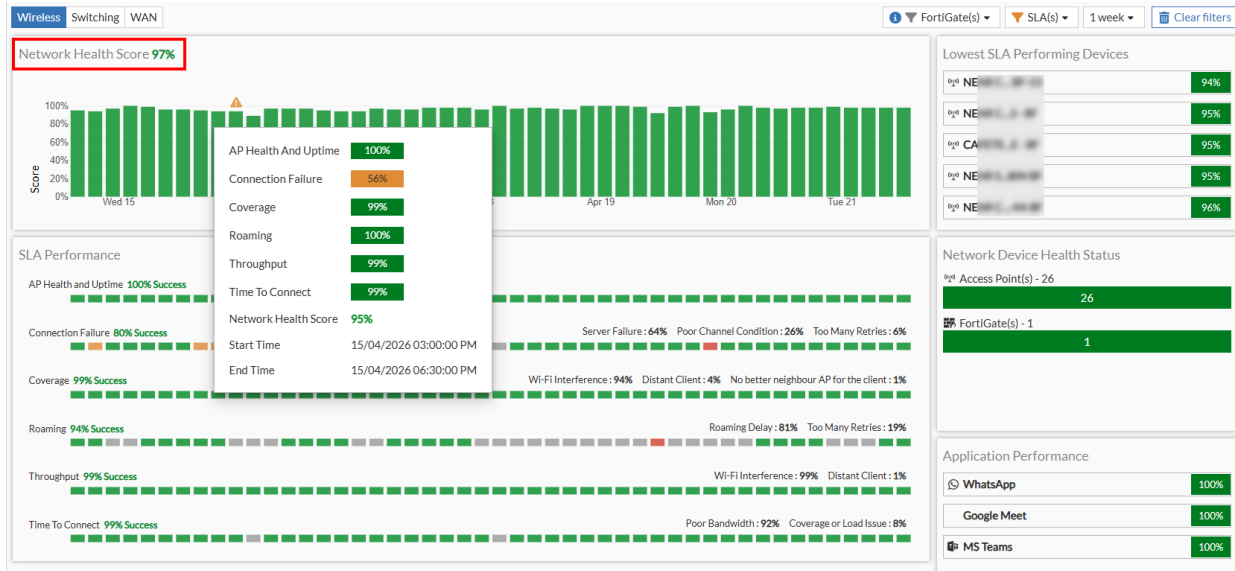 Wireless Switching WAN
FortiGate(s) SLA(s) 1 week Clear filters
Network Health Score 97%
100%
80%
60%
40%
20%
0%
Score
Wed 15
Apr 19
Mon 20
Tue 21
AP Health And Uptime 100%
Connection Failure 56%
Coverage 99%
Roaming 100%
Throughput 99%
Time To Connect 99%
Network Health Score 95%
Start Time 15/04/2026 03:00:00 PM
End Time 15/04/2026 06:30:00 PM
Lowest SLA Performing Devices
94%
95%
95%
95%
96%
SLA Performance
AP Health and Uptime 100% Success
Connection Failure 80% Success Server Failure : 64% Poor Channel Condition : 26% Too Many Retries : 6%
Coverage 99% Success Wi-Fi Interference : 94% Distant Client : 4% No better neighbour AP for the client : 1%
Roaming 94% Success Roaming Delay : 81% Too Many Retries : 19%
Throughput 99% Success Wi-Fi Interference : 99% Distant Client : 1%
Time To Connect 99% Success Poor Bandwidth : 92% Coverage or Load Issue : 8%
Network Device Health Status
Access Point(s) - 26
26
FortiGate(s) - 1
1
Application Performance
WhatsApp 100%
Google Meet 100%
MS Teams 100%